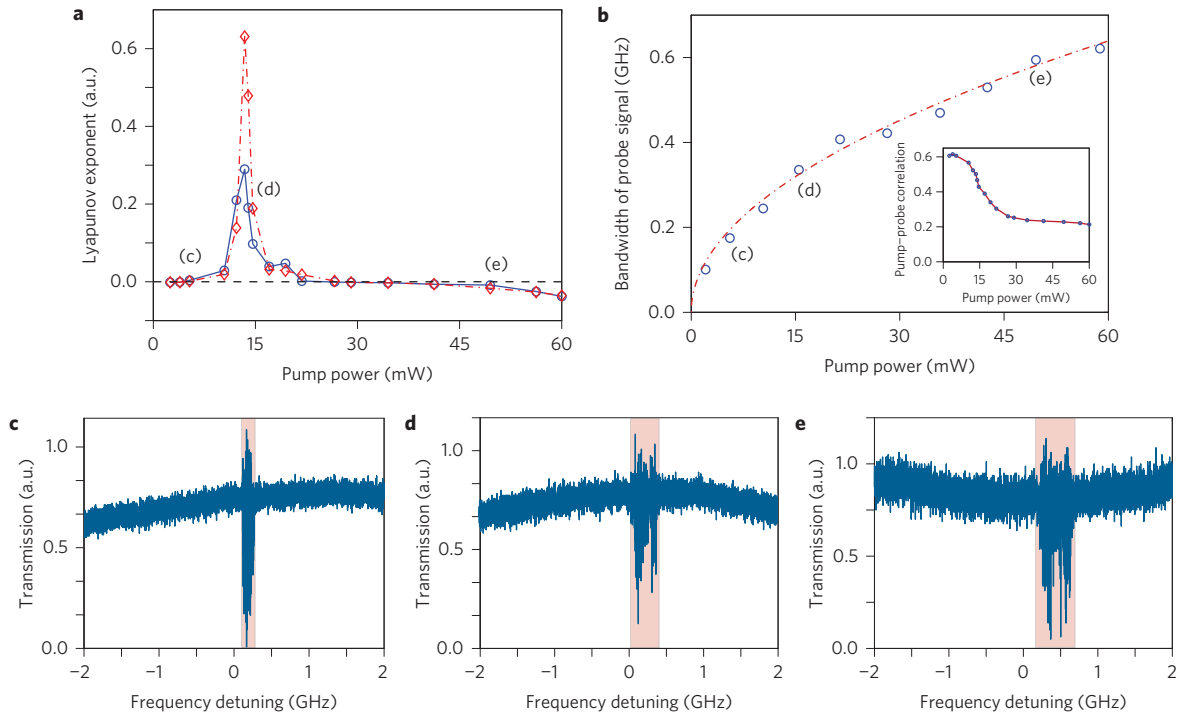 a
Lyapunov exponent (a.u.)
0.6
0.4
0.2
0.0
(c)
(d)
(e)
0
15
30
45
60
Pump power (mW)
b
Bandwidth of probe signal (GHz)
0.6
0.4
0.2
0.0
(c)
(d)
(e)
0
15
30
45
60
Pump power (mW)
Pump–probe correlation
0.6
0.4
0.2
0.0
0
15
30
45
60
Pump power (mW)
c
Transmission (a.u.)
1.0
0.5
0.0
−2
−1
0
1
2
Frequency detuning (GHz)
d
Transmission (a.u.)
1.0
0.5
0.0
−2
−1
0
1
2
Frequency detuning (GHz)
e
Transmission (a.u.)
1.0
0.5
0.0
−2
−1
0
1
2
Frequency detuning (GHz)